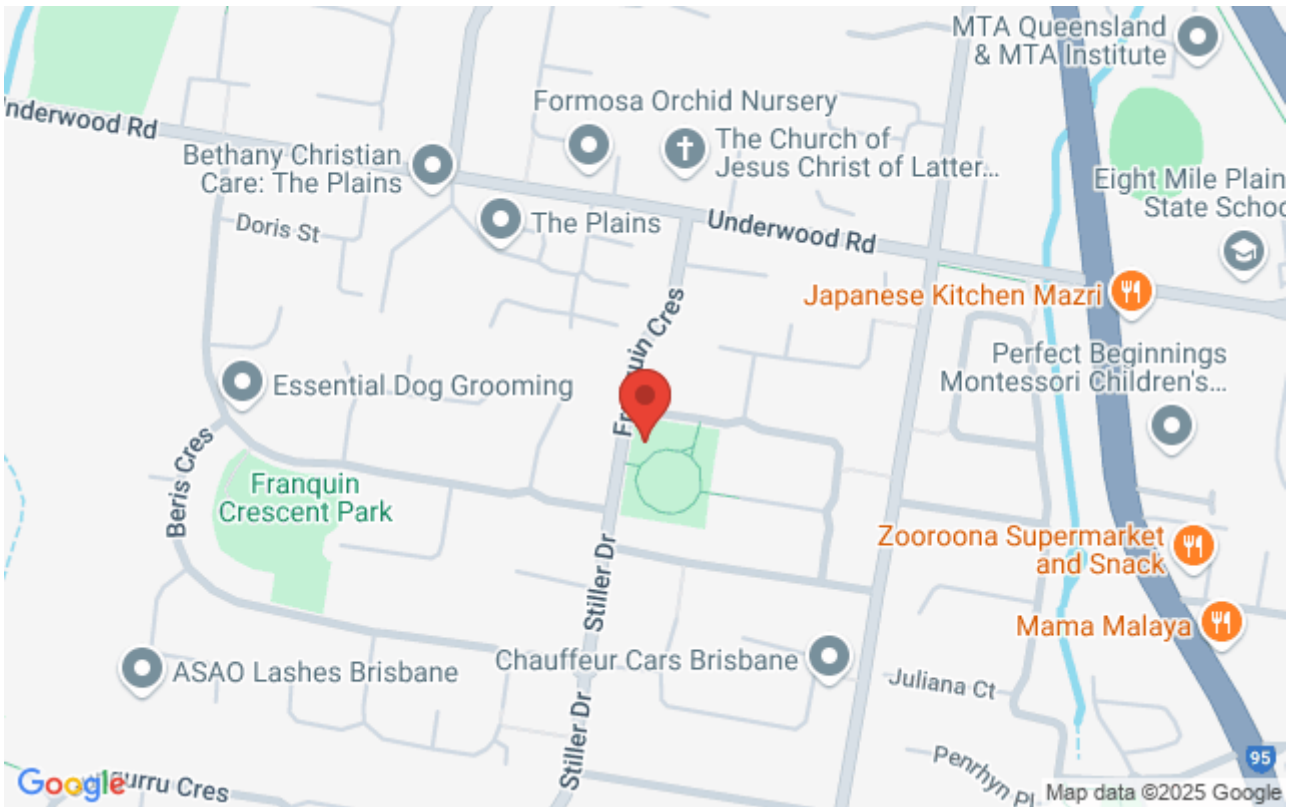 MTA Queensland
& MTA Institute
Formosa Orchid Nursery
nderwood Rd
The Church of
Jesus Christ of Latter...
Bethany Christian
Care: The Plains
Eight Mile Plain
State Schoo
Doris St
The Plains
Underwood Rd
Japanese Kitchen Mazri
Perfect Beginnings
Montessori Children's...
Essential Dog Grooming
Fr quin Cres
Beris Cres
Franquin
Crescent Park
Zooroona Supermarket
and Snack
Stiller Dr
Mama Malaya
Chauffeur Cars Brisbane
ASAO Lashes Brisbane
Juliana Ct
Stiller Dr
Penrhyn Pl
95
Google
urru Cres
Map data ©2025 Google